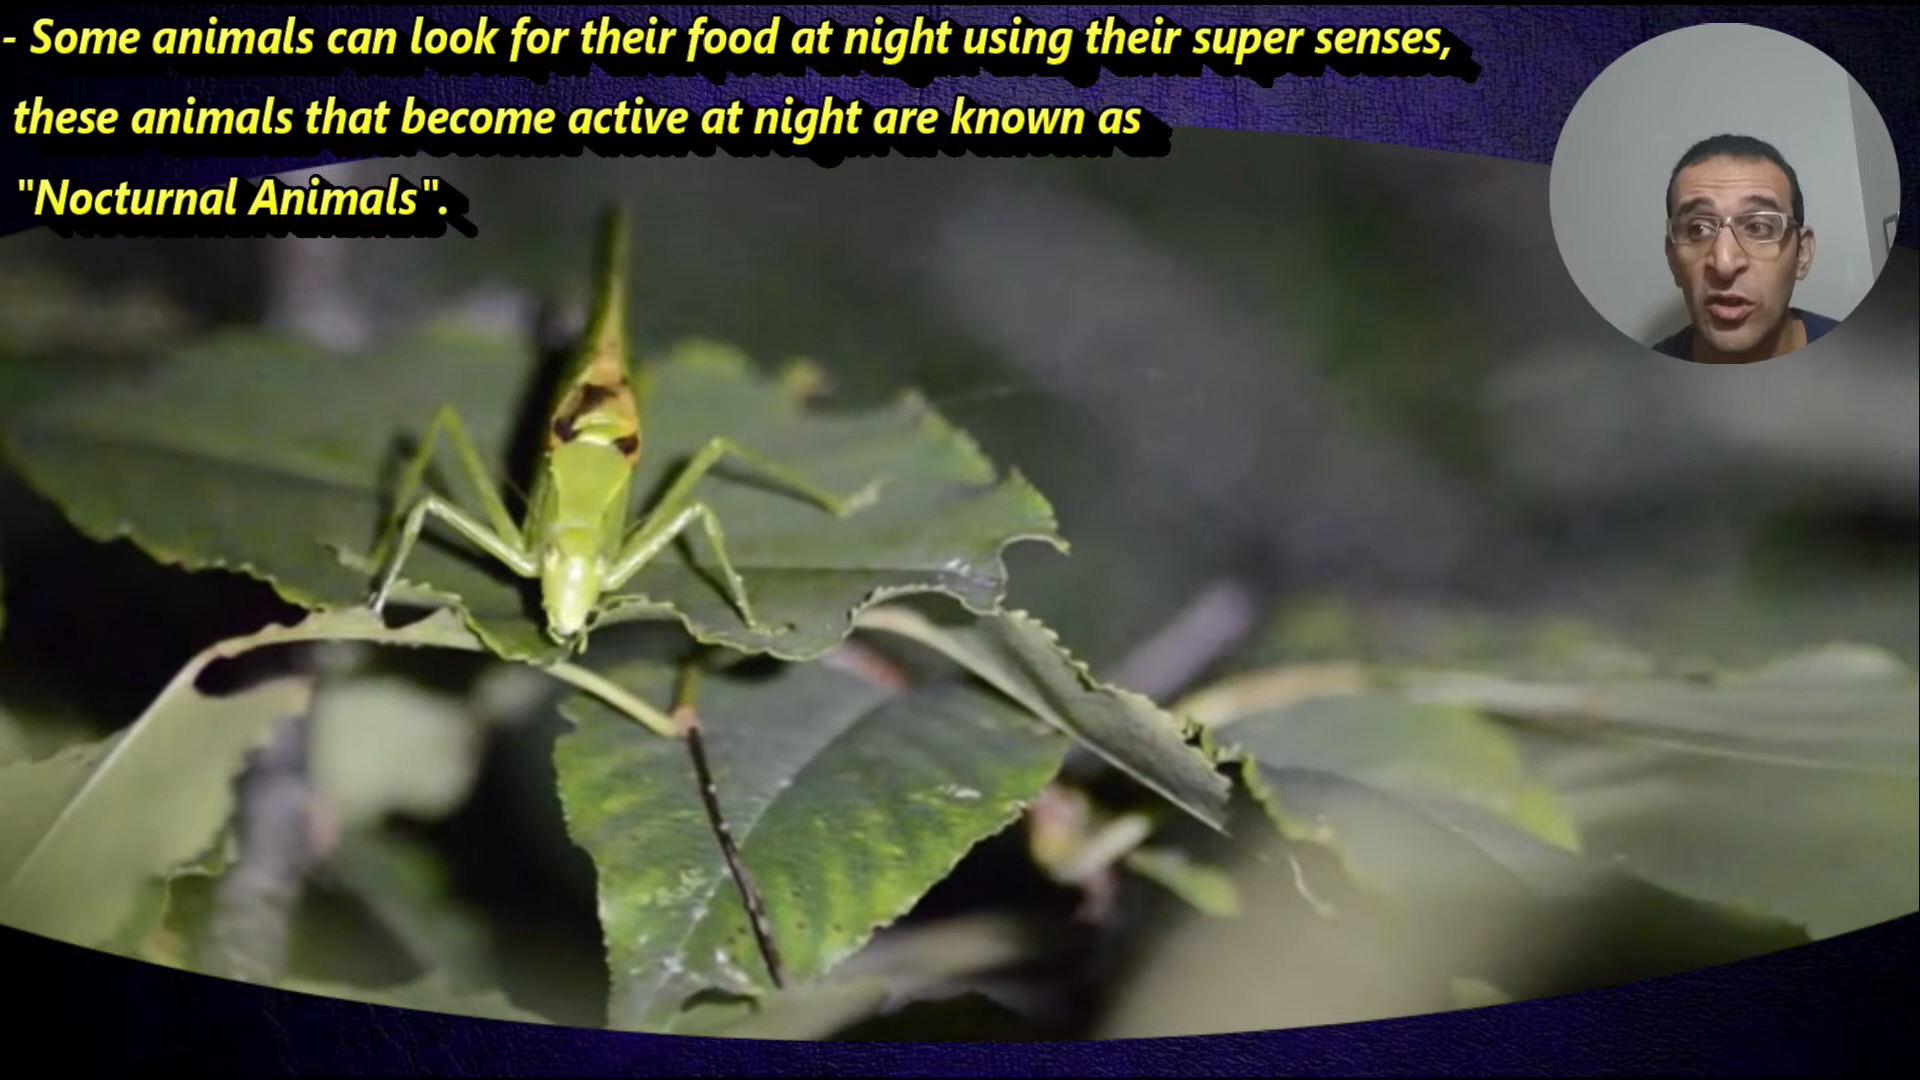 - Some animals can look for their food at night using their super senses,
these animals that become active at night are known as
"Nocturnal Animals".